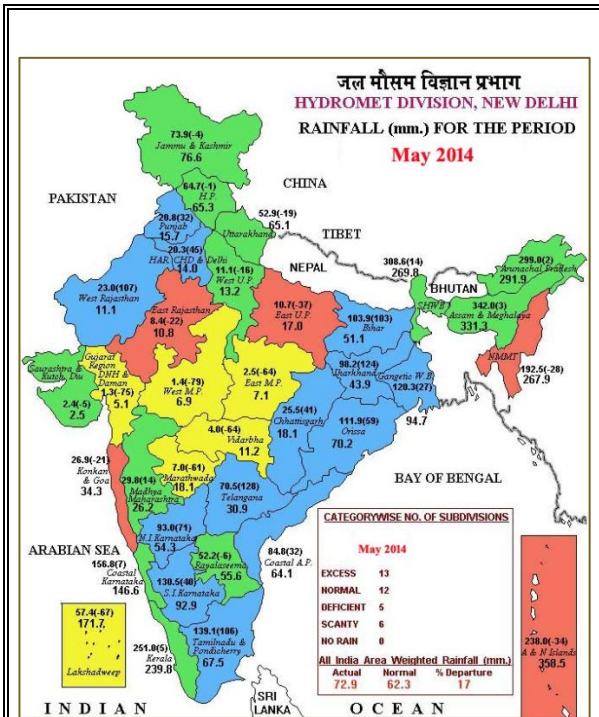 जल मौसम विज्ञान प्रभाग
HYDROMET DIVISION, NEW DELHI
RAINFALL (mm.) FOR THE PERIOD
May 2014
73.9(-4)
Jammu & Kashmir
76.6
CHINA
64.7(-1)
H.P.
65.3
PAKISTAN
20.8(32)
Punjab
15.7
52.9(-19)
65.1
Uttarakhand
TIBET
20.3(45)
HAR. CHD & Delhi
14.0
NEPAL
11.1(-16)
West U.P.
13.2
308.6(14)
269.8
BHUTAN
299.0(2)
Arunachal Pradesh
291.9
23.0(107)
West Rajasthan
11.1
East Rajasthan
8.4(-22)
10.8
10.7(-37)
East U.P.
17.0
SHWB
342.0(3)
Assam & Meghalaya
331.3
103.9(103)
Bihar
51.1
NMMT
192.5(-28)
267.9
Gujarat
Region
DNH &
Daman
1.3(-75)
5.1
Saurashtra &
Kutch, Diu
2.4(-5)
2.5
1.4(-79)
West M.P.
6.9
2.5(-64)
East M.P.
7.1
98.2(124)
Jharkhand
43.9
Gangetic W.B.
120.3(27)
94.7
25.5(41)
Chhattisgarh
18.1
111.9(59)
Orissa
70.2
4.0(-64)
Vidarbha
11.2
26.9(-21)
Konkan
& Goa
34.3
29.8(14)
Madhya
Maharashtra
26.2
7.0(-61)
Marathwada
18.1
70.5(128)
Telangana
30.9
BAY OF BENGAL
93.0(71)
N.I.Karnataka
54.3
ARABIAN SEA
156.8(7)
Coastal
Karnataka
146.6
52.2(-6)
Rayalaseema
55.6
84.8(32)
Coastal A.P.
64.1
130.5(40)
S.I.Karnataka
92.9
139.1(106)
Tamilnadu &
Pondicherry
67.5
251.0(5)
Kerala
239.8
57.4(-67)
171.7
Lakshadweep
CATEGORYWISE NO. OF SUBDIVISIONS
May 2014
EXCESS 13
NORMAL 12
DEFICIENT 5
SCANTY 6
NO RAIN 0
All India Area Weighted Rainfall (mm.)
Actual Normal % Departure
72.9 62.3 17
238.0(-34)
A & N Islands
358.5
SRI
LANKA
INDIAN OCEAN